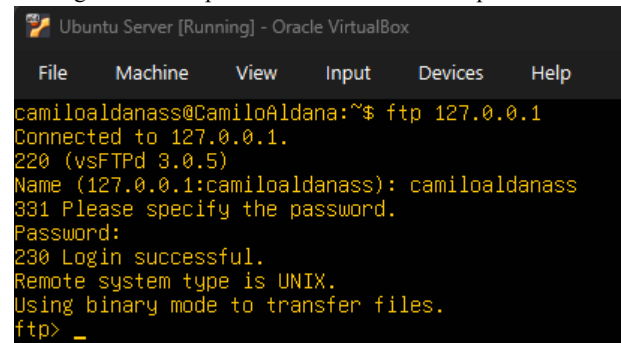 Ubuntu Server [Running] - Oracle VirtualBox
File Machine View Input Devices Help
camiloaldanass@CamiloAldana:~$ ftp 127.0.0.1
Connected to 127.0.0.1.
220 (vsFTPd 3.0.5)
Name (127.0.0.1:camiloaldanass): camiloaldanass
331 Please specify the password.
Password:
230 Login successful.
Remote system type is UNIX.
Using binary mode to transfer files.
ftp> _